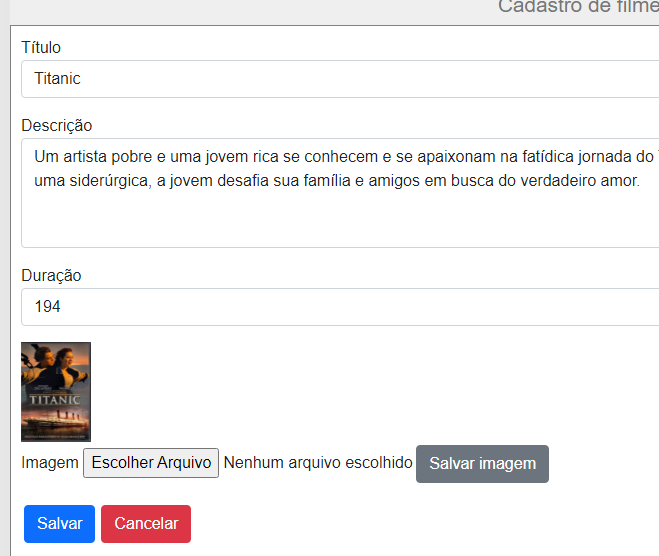 Cadastro de filme
Título
Titanic
Descrição
Um artista pobre e uma jovem rica se conhecem e se apaixonam na fatídica jornada do
uma siderúrgica, a jovem desafia sua família e amigos em busca do verdadeiro amor.
Duração
194
TITANIC
Imagem Escolher Arquivo Nenhum arquivo escolhido Salvar imagem
Salvar Cancelar